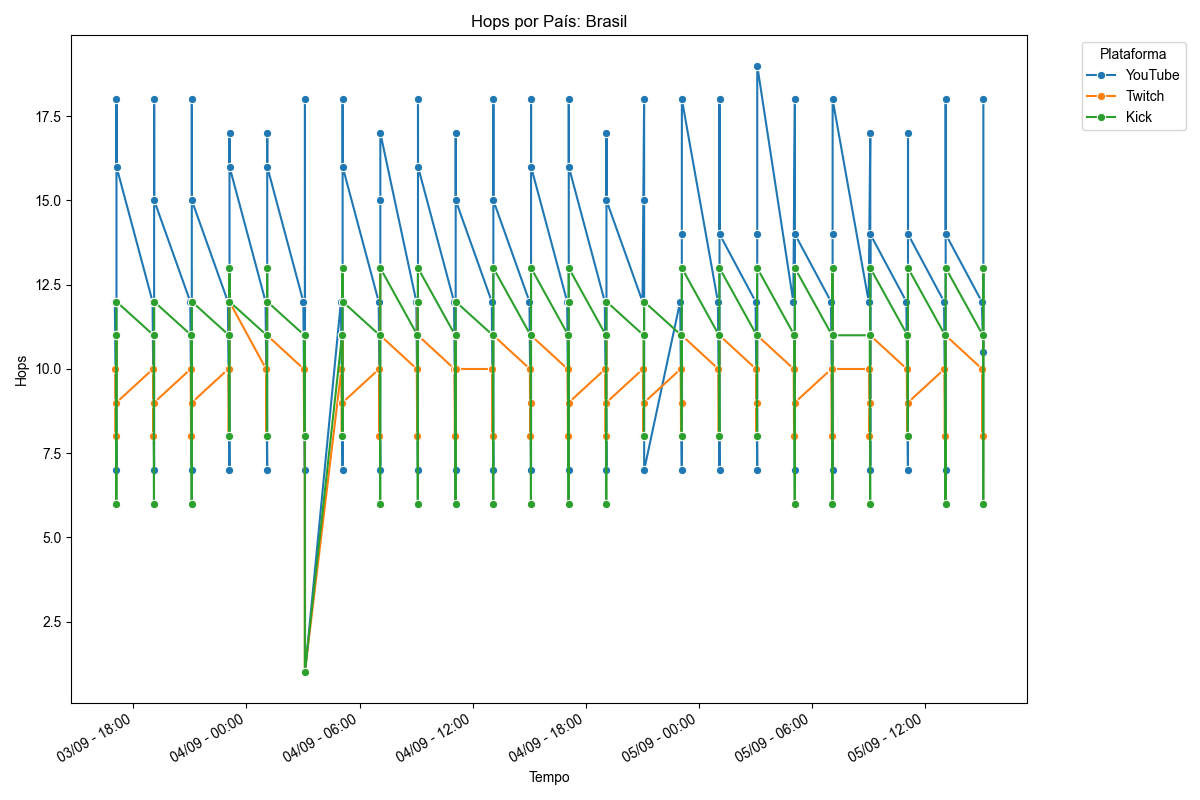 Hops por País: Brasil
Plataforma
YouTube
Twitch
Kick
Hops
17.5
15.0
12.5
10.0
7.5
5.0
2.5
03/09 - 18:00
04/09 - 00:00
04/09 - 06:00
04/09 - 12:00
04/09 - 18:00
05/09 - 00:00
05/09 - 06:00
05/09 - 12:00
Tempo